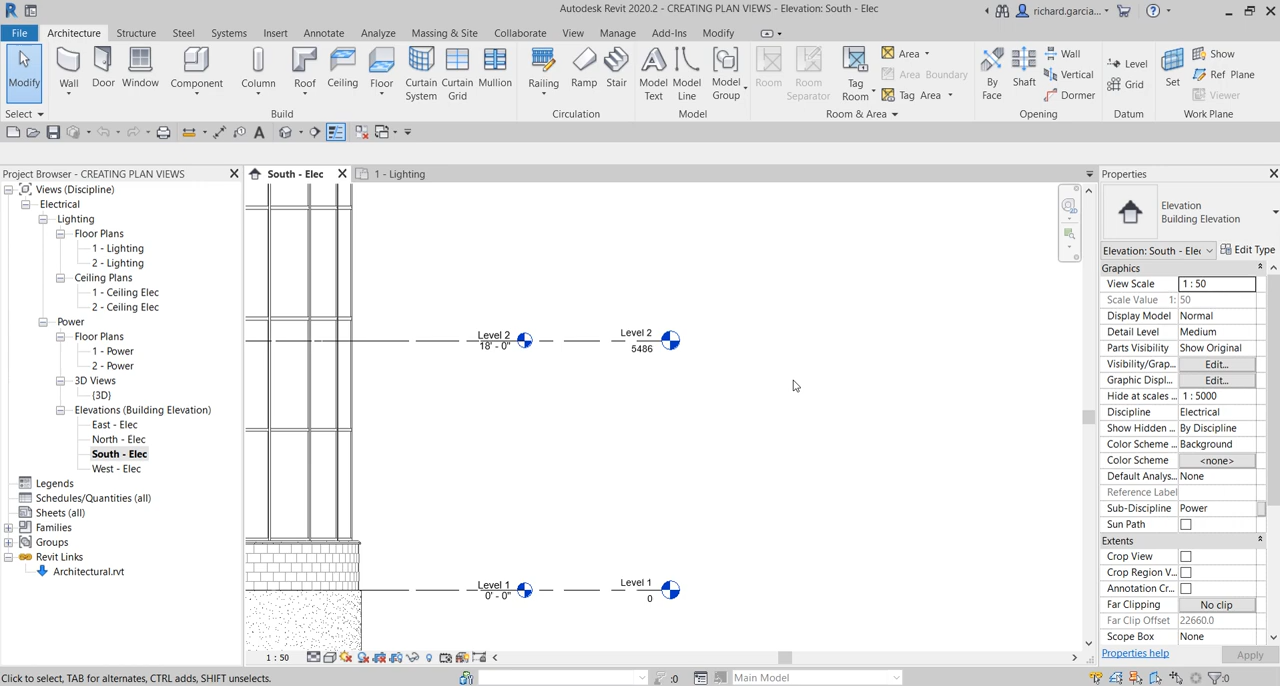 Autodesk Revit 2020.2 - CREATING PLAN VIEWS - Elevation: South - Elec
richard.garcia...
File Architecture Structure Steel Systems Insert Annotate Analyze Massing & Site Collaborate View Manage Add-Ins Modify
Modify Wall Door Window Component Column Roof Ceiling Floor Curtain System Curtain Grid Mullion Railing Ramp Stair Model Text Model Line Model Group Room Room Separator Tag Room By Face Shaft Set
Area
Area Boundary
Tag Area
Wall
Vertical
Dormer
Level
Grid
Show
Ref Plane
Viewer
Select Build Circulation Model Room & Area Opening Datum Work Plane
Project Browser - CREATING PLAN VIEWS
Views (Discipline)
Electrical
Lighting
Floor Plans
1 - Lighting
2 - Lighting
Ceiling Plans
1 - Ceiling Elec
2 - Ceiling Elec
Power
Floor Plans
1 - Power
2 - Power
3D Views
(3D)
Elevations (Building Elevation)
East - Elec
North - Elec
South - Elec
West - Elec
Legends
Schedules/Quantities (all)
Sheets (all)
Families
Groups
Revit Links
Architectural.rvt
South - Elec
1 - Lighting
Level 2
18' - 0"
Level 2
5486
Level 1
0' - 0"
Level 1
0
1 : 50
Properties
Elevation
Building Elevation
Elevation: South - Elec Edit Type
Graphics
View Scale 1 : 50
Scale Value 1: 50
Display Model Normal
Detail Level Medium
Parts Visibility Show Original
Visibility/Grap... Edit...
Graphic Displ... Edit...
Hide at scales ... 1 : 5000
Discipline Electrical
Show Hidden ... By Discipline
Color Scheme ... Background
Color Scheme <none>
Default Analys... None
Reference Label
Sub-Discipline Power
Sun Path
Extents
Crop View
Crop Region V...
Annotation Cr...
Far Clipping No clip
Far Clip Offset 22660.0
Scope Box None
Properties help Apply
Click to select, TAB for alternates, CTRL adds, SHIFT unselects.
:0
Main Model
:0